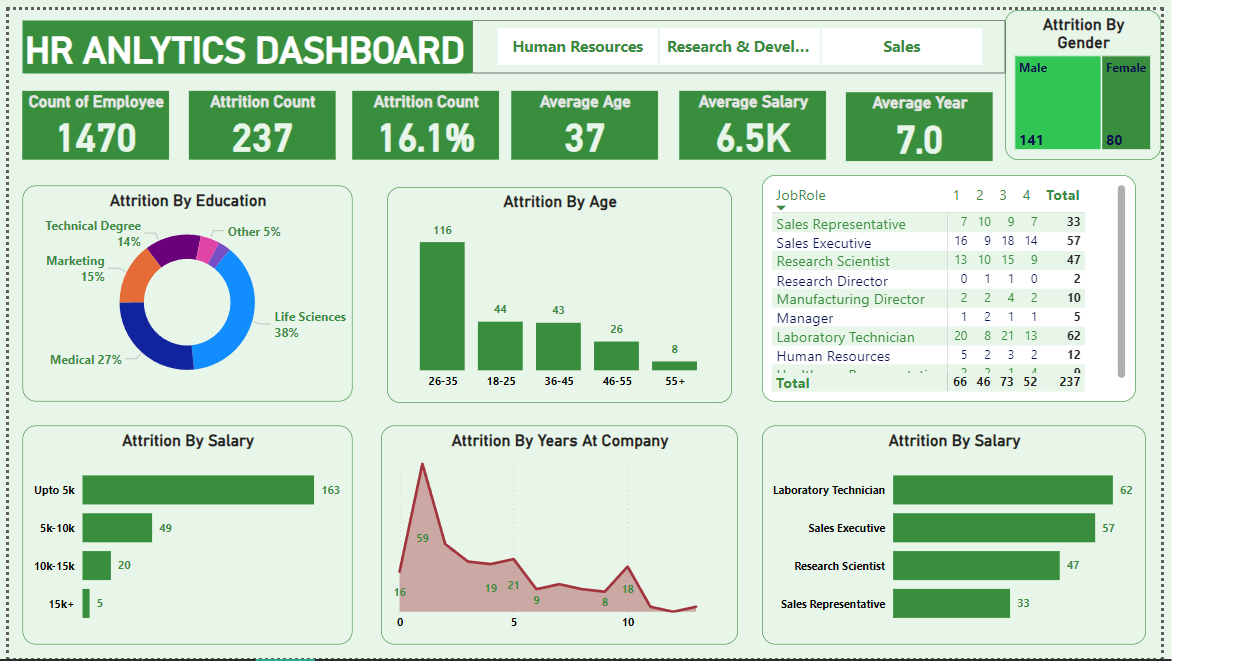 HR ANLYTICS DASHBOARD
Human Resources
Research & Devel...
Sales
Attrition By
Gender
Male
Female
141
80
Count of Employee
1470
Attrition Count
237
Attrition Count
16.1%
Average Age
37
Average Salary
6.5K
Average Year
7.0
Attrition By Education
Technical Degree
14%
Other 5%
Marketing
15%
Life Sciences
38%
Medical 27%
Attrition By Age
116
44
43
26
8
26-35 18-25 36-45 46-55 55+
JobRole 1 2 3 4 Total
Sales Representative 7 10 9 7 33
Sales Executive 16 9 18 14 57
Research Scientist 13 10 15 9 47
Research Director 0 1 1 0 2
Manufacturing Director 2 2 4 2 10
Manager 1 2 1 1 5
Laboratory Technician 20 8 21 13 62
Human Resources 5 2 3 2 12
Total 66 46 73 52 237
Attrition By Salary
Upto 5k 163
5k-10k 49
10k-15k 20
15k+ 5
Attrition By Years At Company
59
16
19
21
9
8
18
0 5 10
Attrition By Salary
Laboratory Technician 62
Sales Executive 57
Research Scientist 47
Sales Representative 33